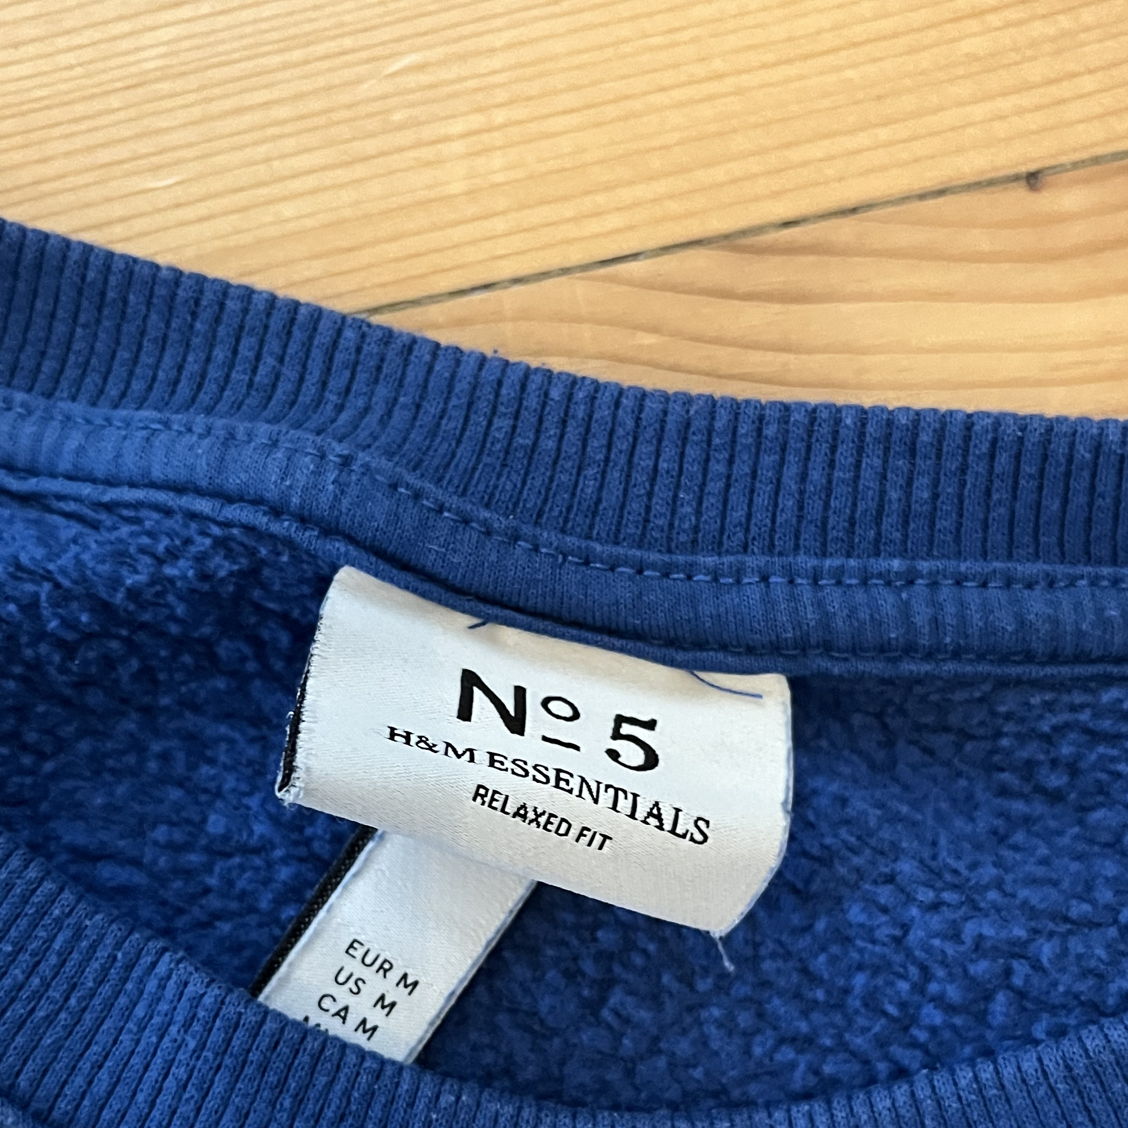 Nº 5
H&M ESSENTIALS
RELAXED FIT
EUR M
US M
CA M